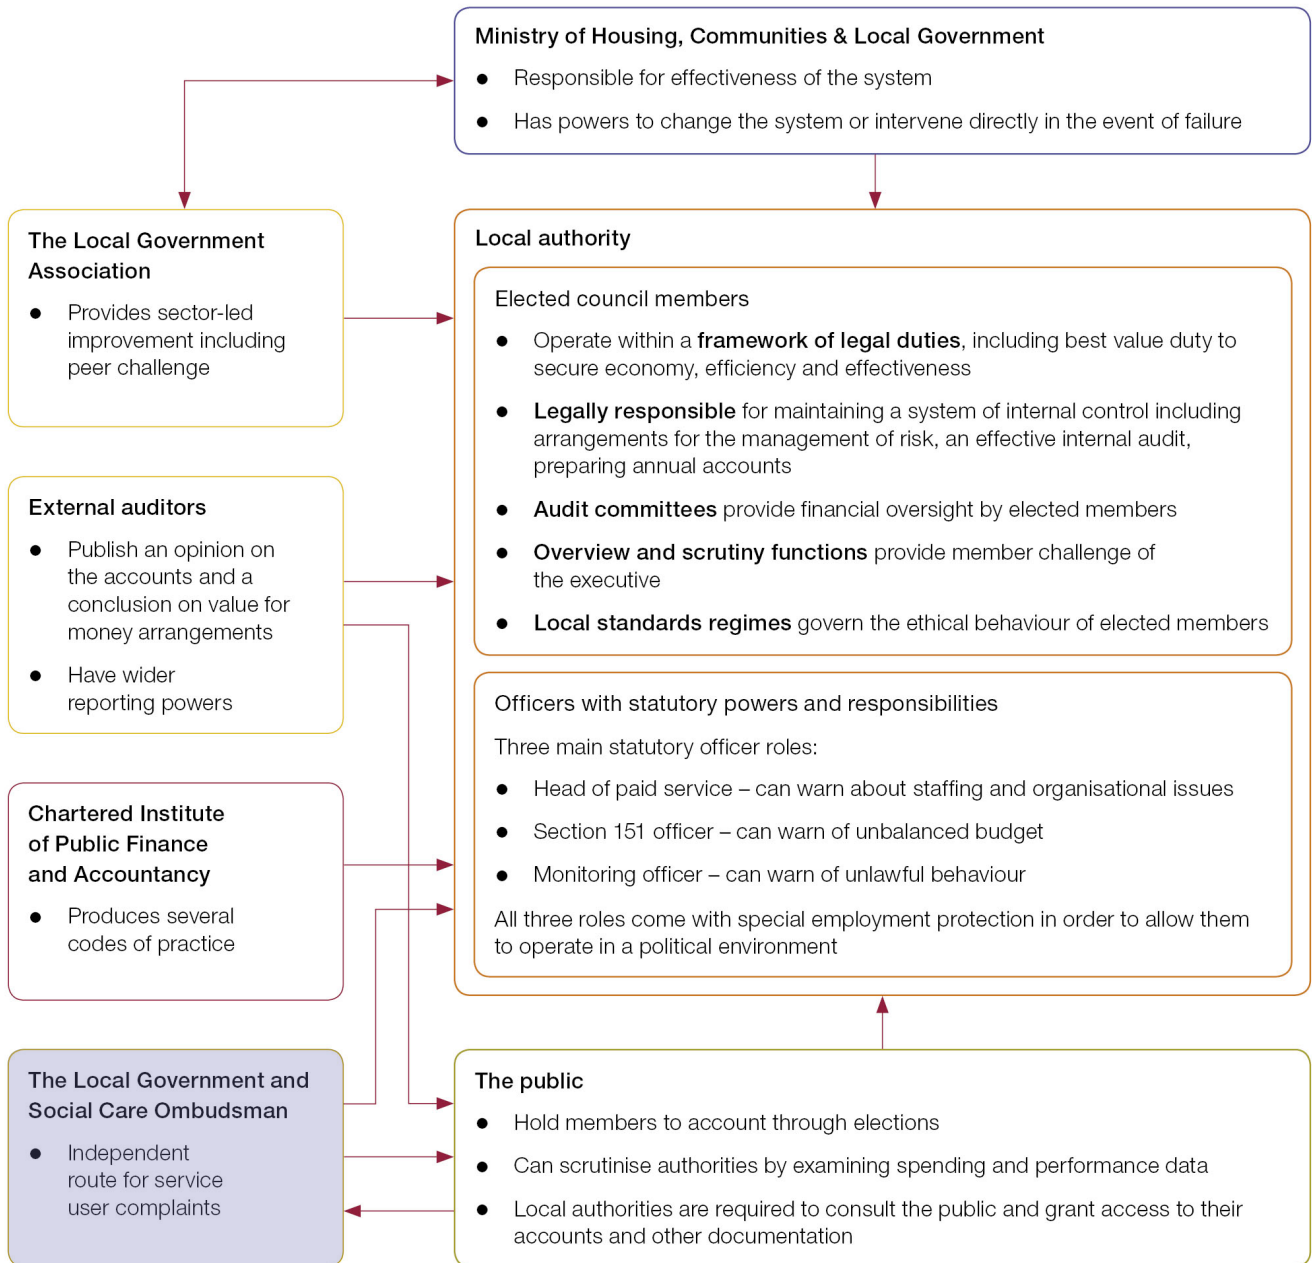 Ministry of Housing, Communities & Local Government
● Responsible for effectiveness of the system
● Has powers to change the system or intervene directly in the event of failure
The Local Government
Association
● Provides sector-led
improvement including
peer challenge
External auditors
● Publish an opinion on
the accounts and a
conclusion on value for
money arrangements
● Have wider
reporting powers
Chartered Institute
of Public Finance
and Accountancy
● Produces several
codes of practice
The Local Government and
Social Care Ombudsman
● Independent
route for service
user complaints
Local authority
Elected council members
● Operate within a framework of legal duties, including best value duty to
secure economy, efficiency and effectiveness
● Legally responsible for maintaining a system of internal control including
arrangements for the management of risk, an effective internal audit,
preparing annual accounts
● Audit committees provide financial oversight by elected members
● Overview and scrutiny functions provide member challenge of
the executive
● Local standards regimes govern the ethical behaviour of elected members
Officers with statutory powers and responsibilities
Three main statutory officer roles:
● Head of paid service – can warn about staffing and organisational issues
● Section 151 officer – can warn of unbalanced budget
● Monitoring officer – can warn of unlawful behaviour
All three roles come with special employment protection in order to allow them
to operate in a political environment
The public
● Hold members to account through elections
● Can scrutinise authorities by examining spending and performance data
● Local authorities are required to consult the public and grant access to their
accounts and other documentation